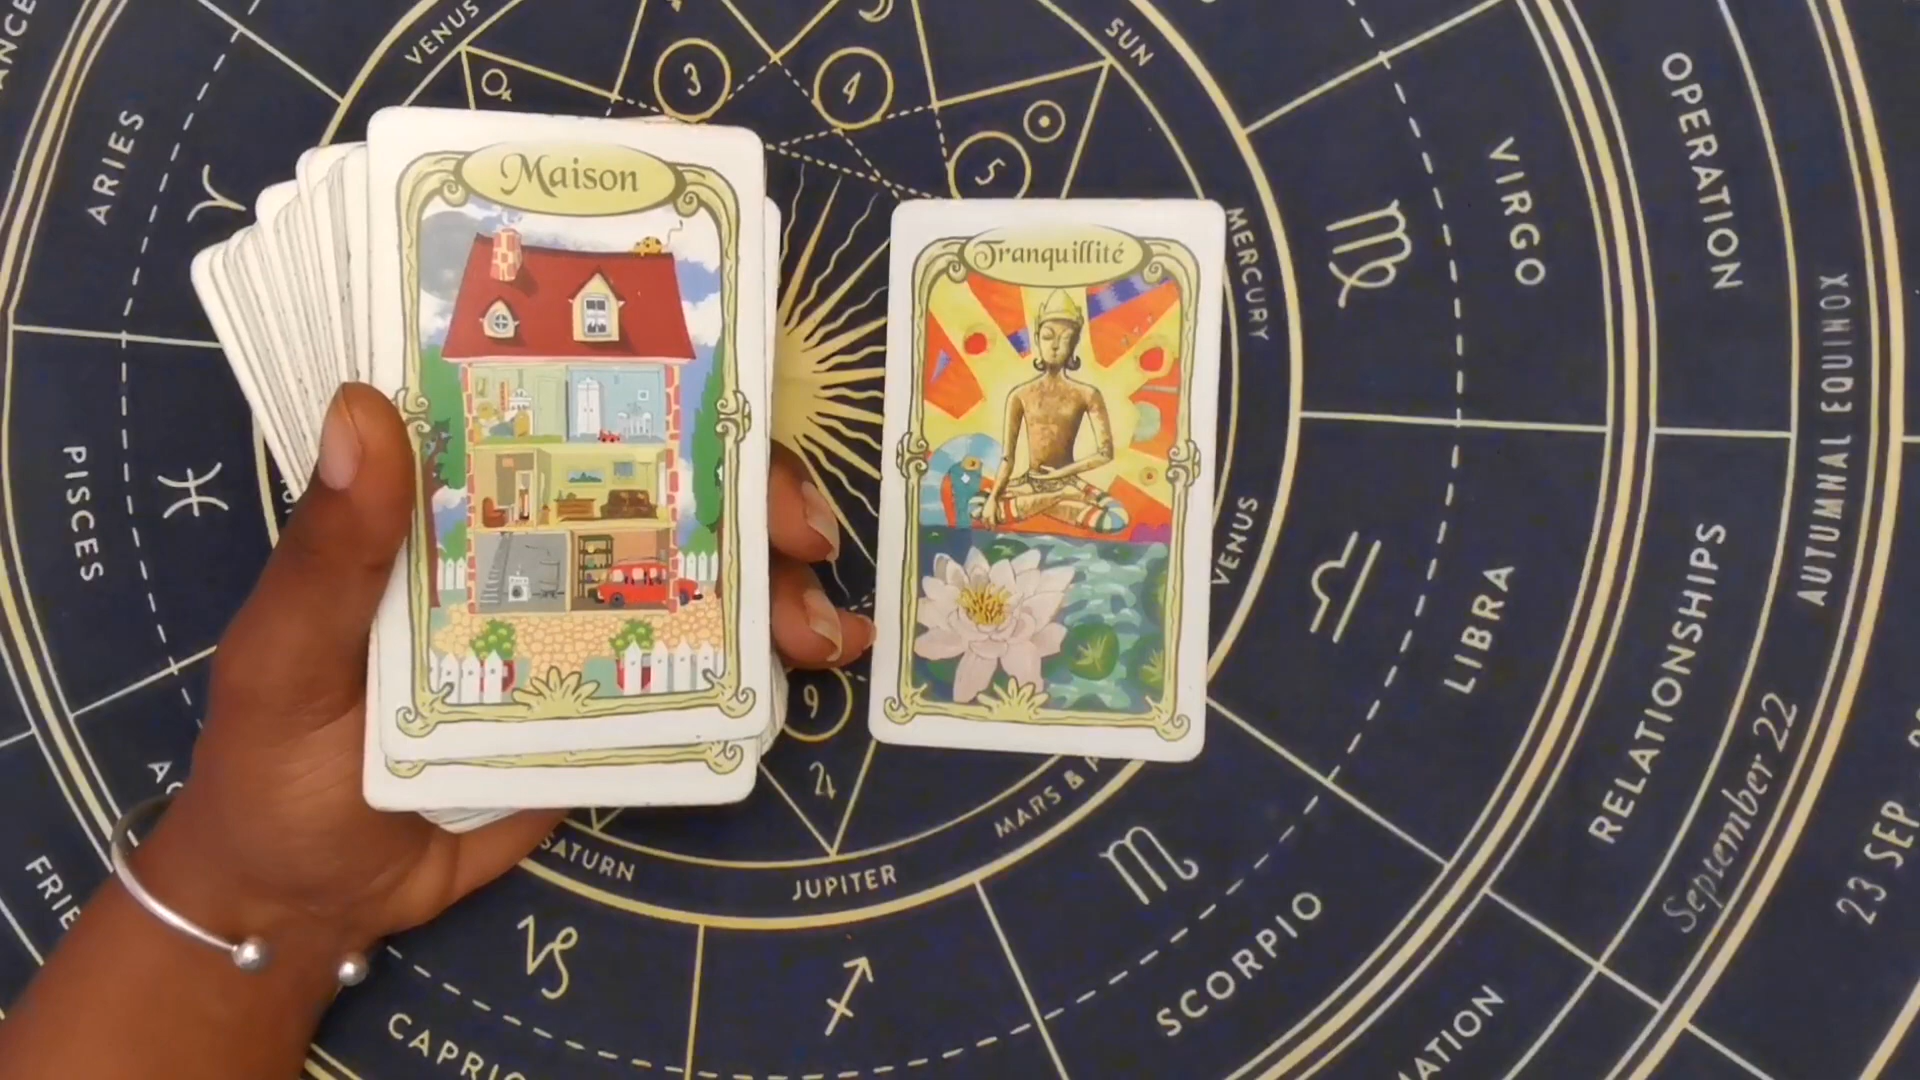 VENUS
SUN
3
4
5
ARIES
Maison
OPERATION
VIRGO
MERCURY
Tranquillité
AUTUMNAL EQUINOX
PISCES
VENUS
LIBRA
RELATIONSHIPS
9
MARS &
September 22
23 SEP
SATURN
JUPITER
SCORPIO